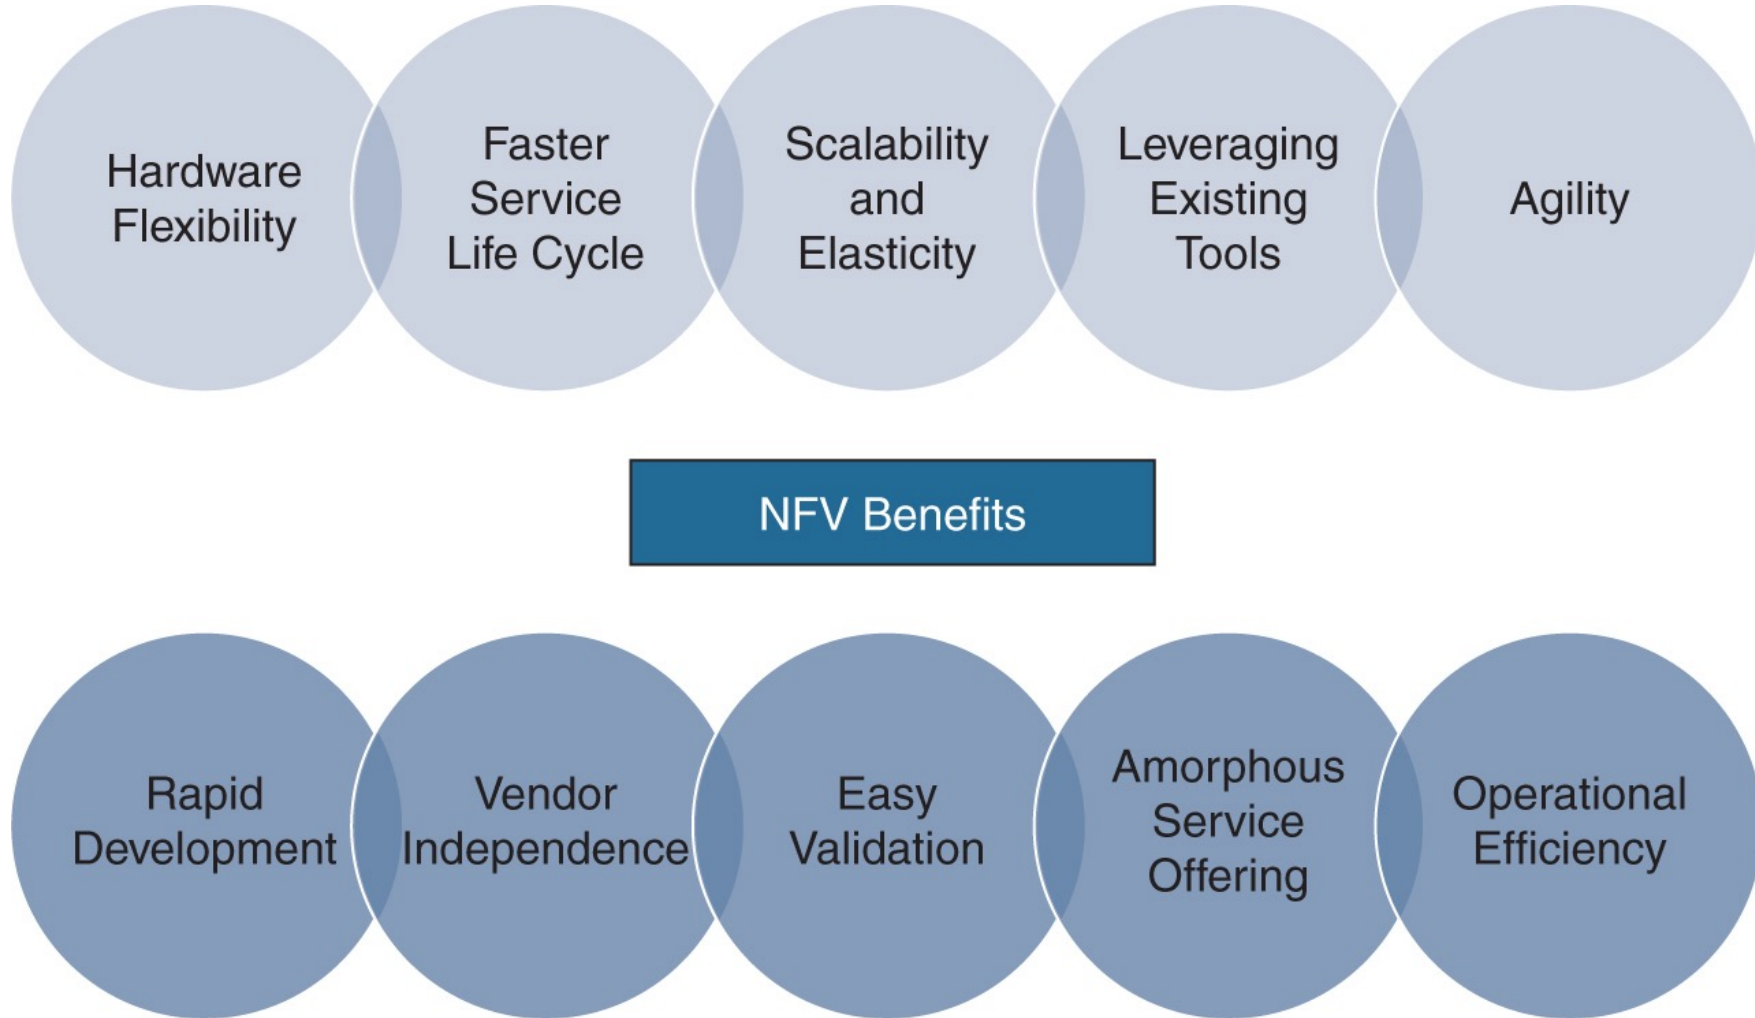 Hardware
Flexibility
Faster
Service
Life Cycle
Scalability
and
Elasticity
Leveraging
Existing
Tools
Agility
NFV Benefits
Rapid
Development
Vendor
Independence
Easy
Validation
Amorphous
Service
Offering
Operational
Efficiency